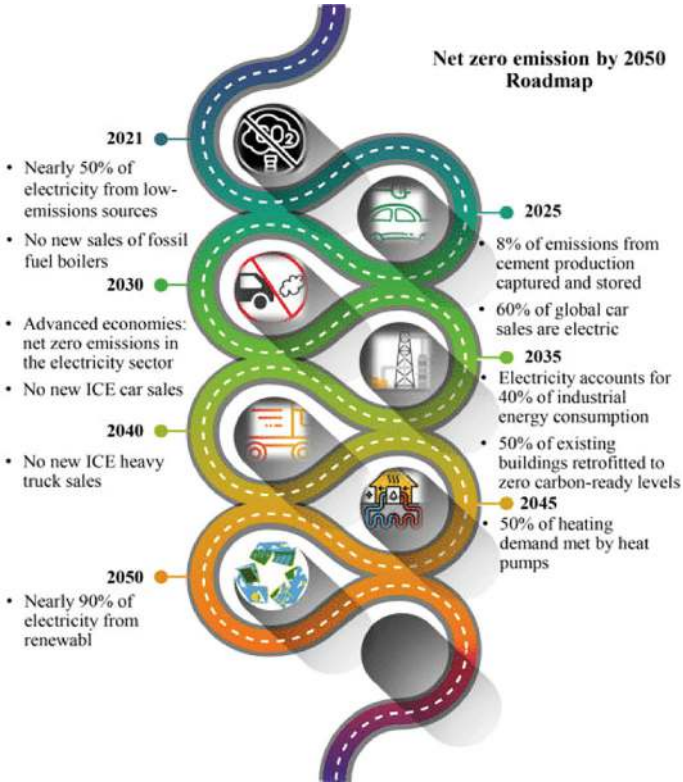 Net zero emission by 2050
Roadmap
2021
• Nearly 50% of
electricity from low-
emissions sources
• No new sales of fossil
fuel boilers
CO2
2025
• 8% of emissions from
cement production
captured and stored
• 60% of global car
sales are electric
2030
• Advanced economies:
net zero emissions in
the electricity sector
• No new ICE car sales
2035
• Electricity accounts for
40% of industrial
energy consumption
• 50% of existing
buildings retrofitted to
zero carbon-ready levels
2040
• No new ICE heavy
truck sales
2045
• 50% of heating
demand met by heat
pumps
2050
• Nearly 90% of
electricity from
renewabl